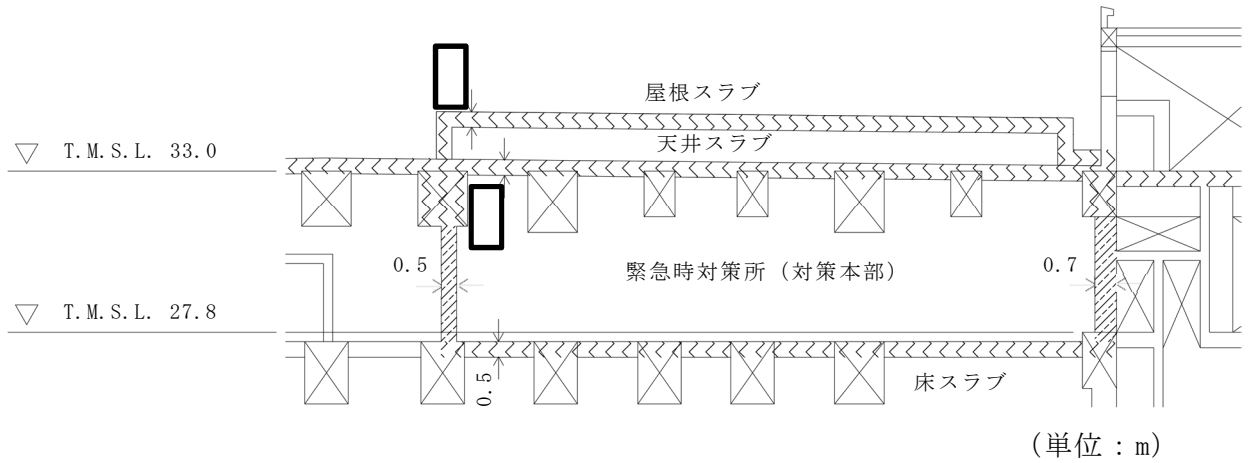 屋根スラブ
天井スラブ
▽ T.M.S.L. 33.0
0.5
緊急時対策所（対策本部）
0.7
▽ T.M.S.L. 27.8
0.5
床スラブ
(単位：m)